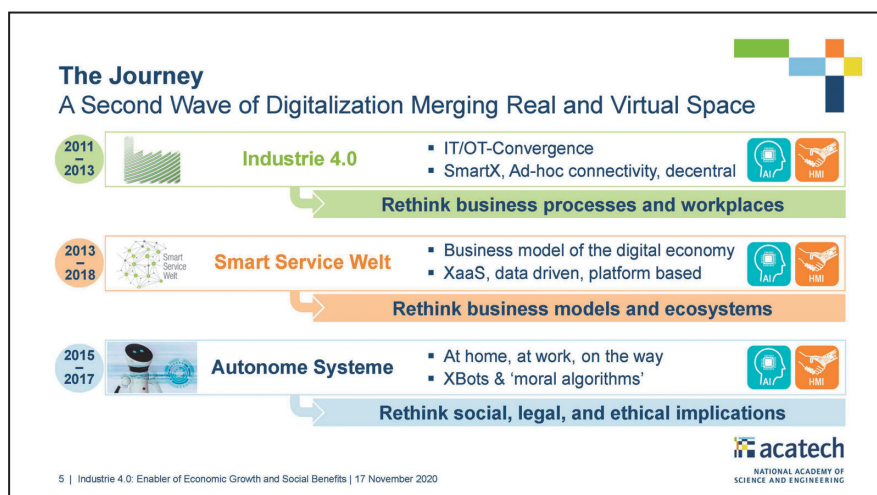 The Journey
A Second Wave of Digitalization Merging Real and Virtual Space
2011
–
2013
Industrie 4.0
▪ IT/OT-Convergence
▪ SmartX, Ad-hoc connectivity, decentral
AI
HMI
Rethink business processes and workplaces
2013
–
2018
Smart
Service
Welt
Smart Service Welt
▪ Business model of the digital economy
▪ XaaS, data driven, platform based
AI
HMI
Rethink business models and ecosystems
2015
–
2017
Autonome Systeme
▪ At home, at work, on the way
▪ XBots & ‘moral algorithms’
AI
HMI
Rethink social, legal, and ethical implications
acatech
NATIONAL ACADEMY OF
SCIENCE AND ENGINEERING
5 | Industrie 4.0: Enabler of Economic Growth and Social Benefits | 17 November 2020